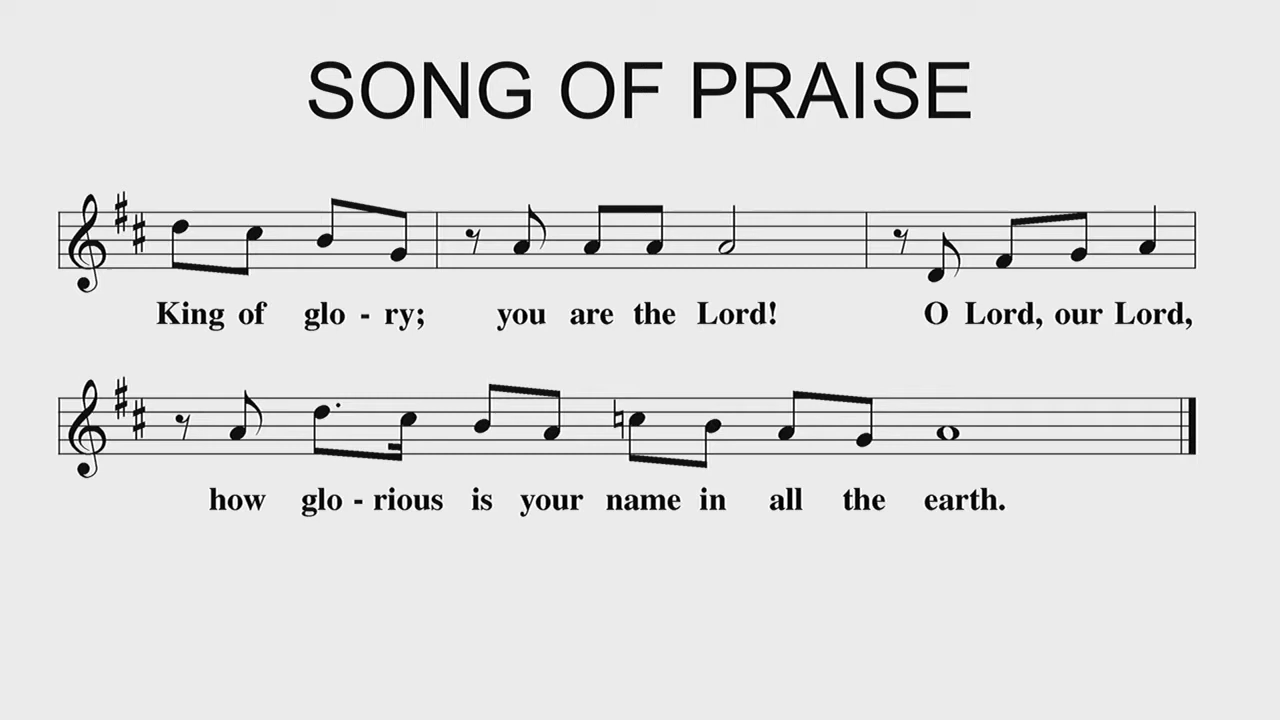 SONG OF PRAISE
King of glo - ry; you are the Lord! O Lord, our Lord,
how glo - rious is your name in all the earth.